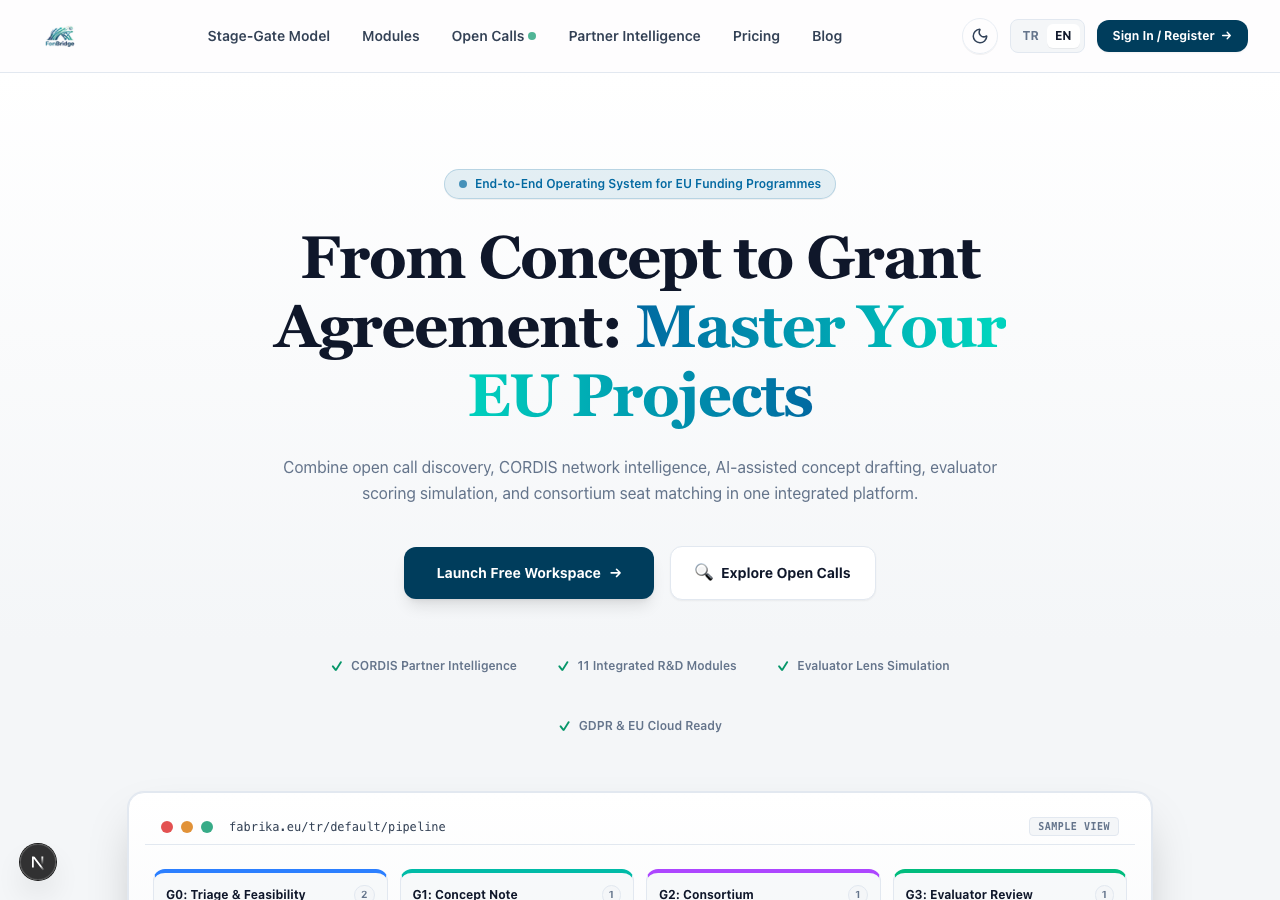 FonBridge
Stage-Gate Model
Modules
Open Calls
Partner Intelligence
Pricing
Blog
TR
EN
Sign In / Register →
End-to-End Operating System for EU Funding Programmes
From Concept to Grant
Agreement: Master Your
EU Projects
Combine open call discovery, CORDIS network intelligence, AI-assisted concept drafting, evaluator
scoring simulation, and consortium seat matching in one integrated platform.
Launch Free Workspace →
🔍 Explore Open Calls
✓ CORDIS Partner Intelligence
✓ 11 Integrated R&D Modules
✓ Evaluator Lens Simulation
✓ GDPR & EU Cloud Ready
fabrika.eu/tr/default/pipeline
SAMPLE VIEW
N
G0: Triage & Feasibility
2
G1: Concept Note
1
G2: Consortium
1
G3: Evaluator Review
1